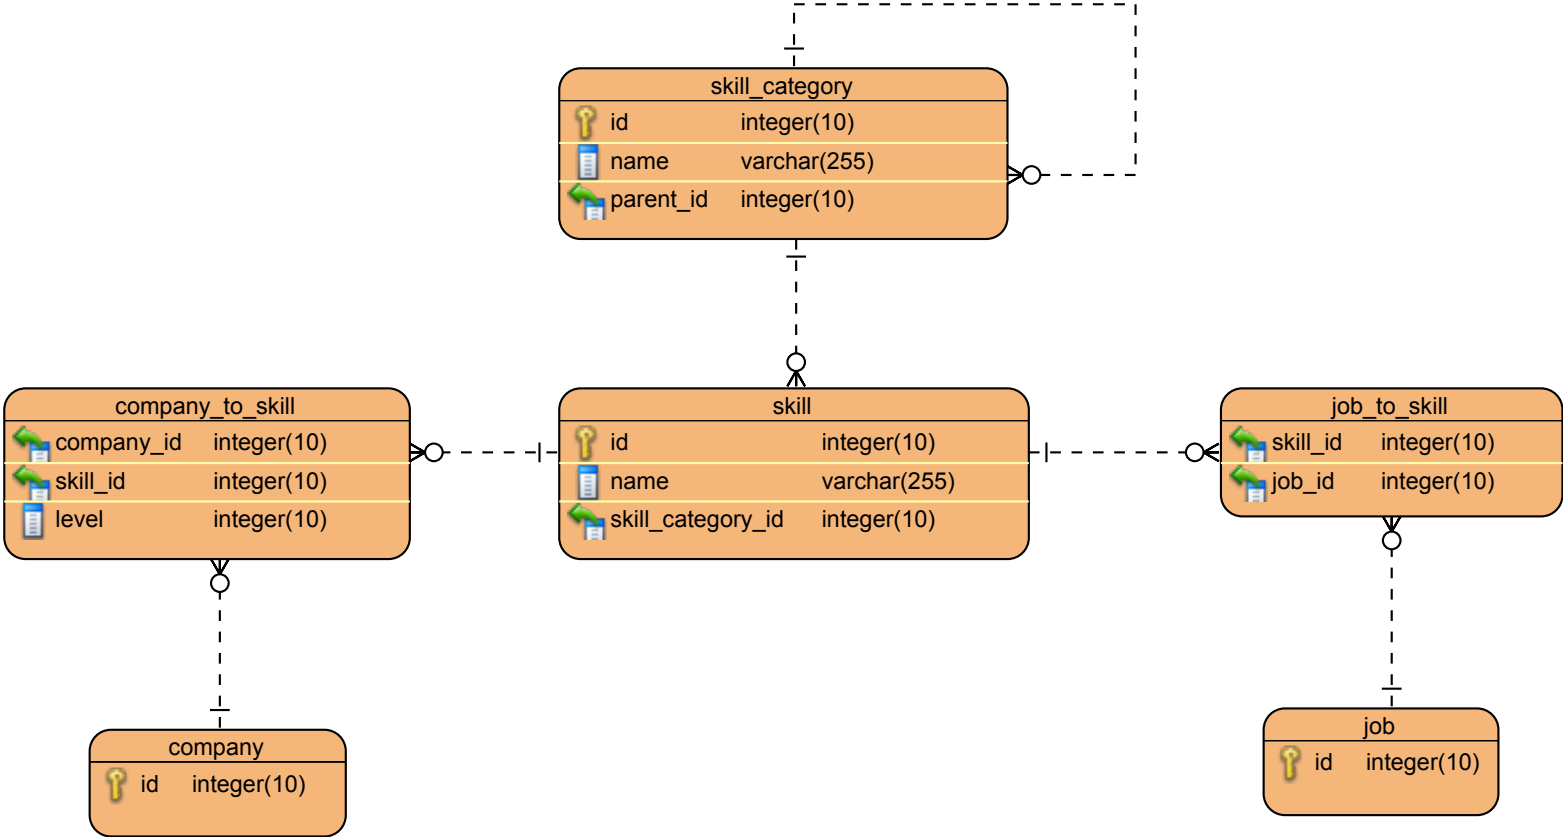 skill_category
id integer(10)
name varchar(255)
parent_id integer(10)
company_to_skill
company_id integer(10)
skill_id integer(10)
level integer(10)
skill
id integer(10)
name varchar(255)
skill_category_id integer(10)
job_to_skill
skill_id integer(10)
job_id integer(10)
company
id integer(10)
job
id integer(10)